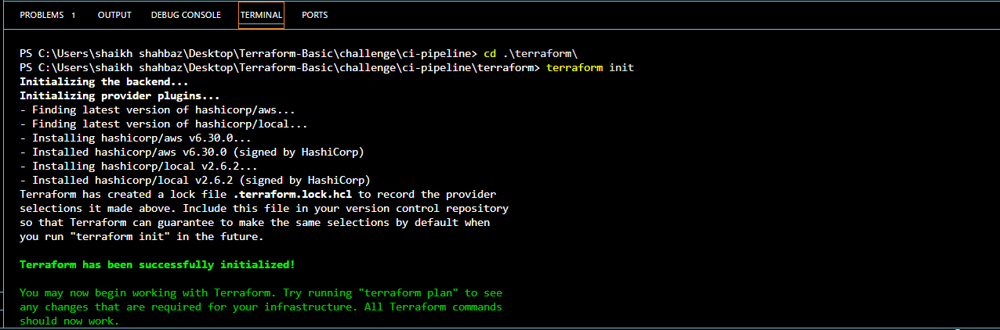 PROBLEMS 1 OUTPUT DEBUG CONSOLE TERMINAL PORTS
PS C:\Users\shaikh shahbaz\Desktop\Terraform-Basic\challenge\ci-pipeline> cd .\terraform\
PS C:\Users\shaikh shahbaz\Desktop\Terraform-Basic\challenge\ci-pipeline\terraform> terraform init
Initializing the backend...
Initializing provider plugins...
- Finding latest version of hashicorp/aws...
- Finding latest version of hashicorp/local...
- Installing hashicorp/aws v6.30.0...
- Installed hashicorp/aws v6.30.0 (signed by HashiCorp)
- Installing hashicorp/local v2.6.2...
- Installed hashicorp/local v2.6.2 (signed by HashiCorp)
Terraform has created a lock file .terraform.lock.hcl to record the provider
selections it made above. Include this file in your version control repository
so that Terraform can guarantee to make the same selections by default when
you run "terraform init" in the future.
Terraform has been successfully initialized!
You may now begin working with Terraform. Try running "terraform plan" to see
any changes that are required for your infrastructure. All Terraform commands
should now work.